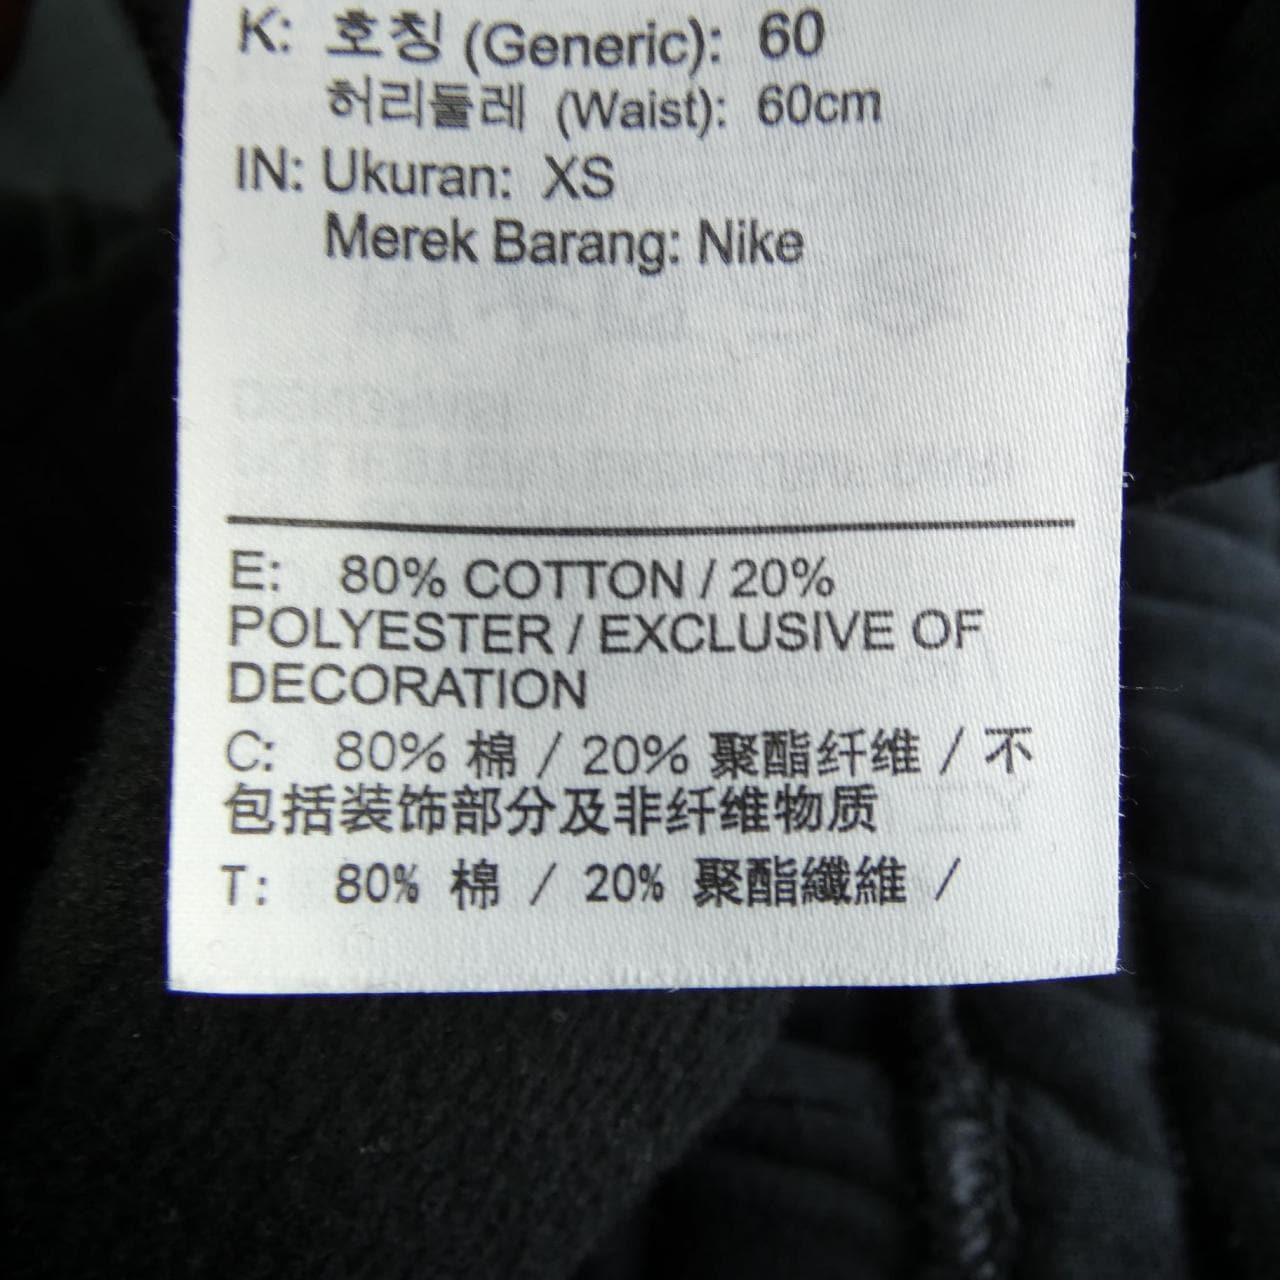 K: 호칭 (Generic): 60
허리둘레 (Waist): 60cm
IN: Ukuran: XS
Merek Barang: Nike
E: 80% COTTON / 20%
POLYESTER / EXCLUSIVE OF
DECORATION
C: 80% 棉 / 20% 聚酯纤维 / 不
包括装饰部分及非纤维物质
T: 80% 棉 / 20% 聚酯纖維 /